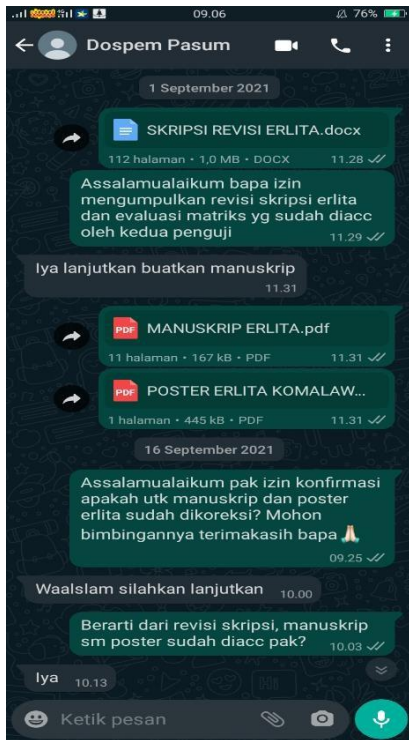 09.06
76%
Dospem Pasum
1 September 2021
SKRIPSI REVISI ERLITA.docx
112 halaman • 1,0 MB • DOCX 11.28
Assalamualaikum bapa izin
mengumpulkan revisi skripsi erlita
dan evaluasi matriks yg sudah diacc
oleh kedua penguji
11.29
Iya lanjutkan buatkan manuskrip
11.31
PDF MANUSKRIP ERLITA.pdf
11 halaman • 167 kB • PDF 11.31
PDF POSTER ERLITA KOMALAW...
1 halaman • 445 kB • PDF 11.31
16 September 2021
Assalamualaikum pak izin konfirmasi
apakah utk manuskrip dan poster
erlita sudah dikoreksi? Mohon
bimbingannya terimakasih bapa
09.25
Waalslam silahkan lanjutkan 10.00
Berarti dari revisi skripsi, manuskrip
sm poster sudah diacc pak? 10.03
Iya 10.13
Ketik pesan